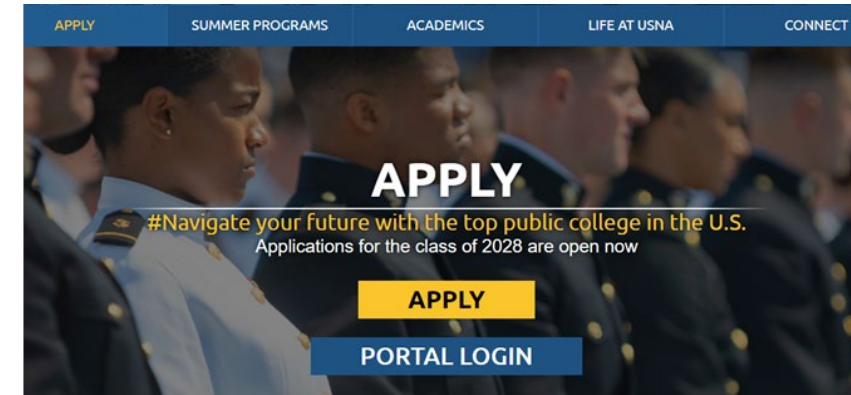 APPLY SUMMER PROGRAMS ACADEMICS LIFE AT USNA CONNECT
APPLY
#Navigate your future with the top public college in the U.S.
Applications for the class of 2028 are open now
APPLY
PORTAL LOGIN